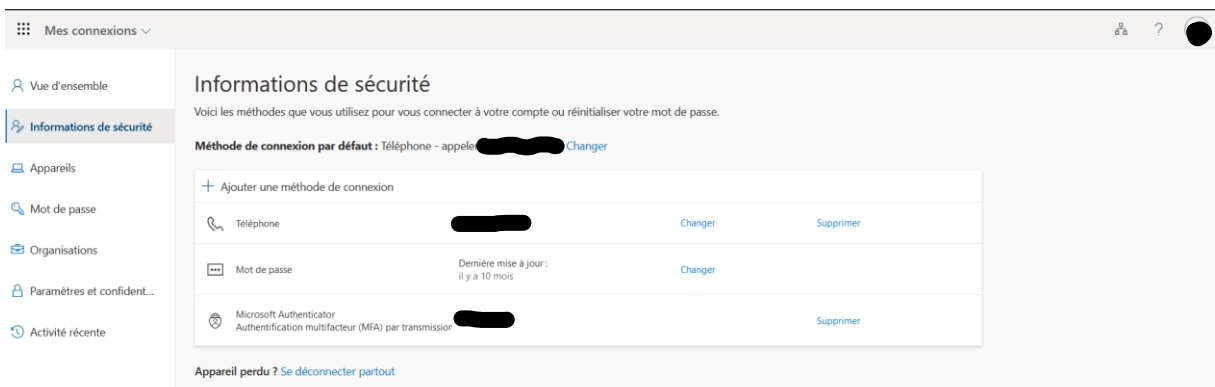 Mes connexions
?
Vue d'ensemble
Informations de sécurité
Appareils
Mot de passe
Organisations
Paramètres et confident...
Activité récente
Informations de sécurité
Voici les méthodes que vous utilisez pour vous connecter à votre compte ou réinitialiser votre mot de passe.
Méthode de connexion par défaut : Téléphone - appeler Changer
+ Ajouter une méthode de connexion
Téléphone Changer Supprimer
Mot de passe Dernière mise à jour : Changer
il y a 10 mois
Microsoft Authenticator
Authentification multifacteur (MFA) par transmission Supprimer
Appareil perdu ? Se déconnecter partout